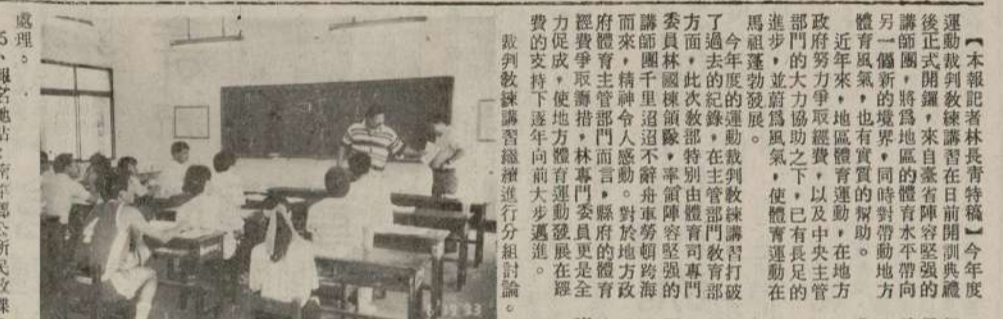 【本報記者林長青特稿】今年度
運動裁判教練講習在日前開訓典禮
後正式開鑼，來自臺省陣容堅强的
講師團，將爲地區的體育水平帶向
另一個新的境界，同時對帶動地方
體育風氣，也有實質的幫助。
近年來，地區體育運動，在地方
政府努力爭取經費，以及中央主管
部門的大力協助之下，已有長足的
進步，並蔚爲風氣，使體育運動在
馬祖蓬勃發展。
今年度的運動裁判教練講習打破
了過去的紀錄，在主管部門教育部
方面，此次教部特別由體育司專門
委員林國棟領隊，率領陣容堅强的
講師團千里迢迢不辭舟車勞頓跨海
而來，精神令人感動。對於地方政
府體育主管部門而言，縣府的體育
經費爭取籌措，林專門委員更是全
力促成，使地方體育運動發展在經
費的支持下逐年向前大步邁進。
裁判教練講習繼續進行分組討論。
處理。
5、報名地點：南竿鄉公所民政課